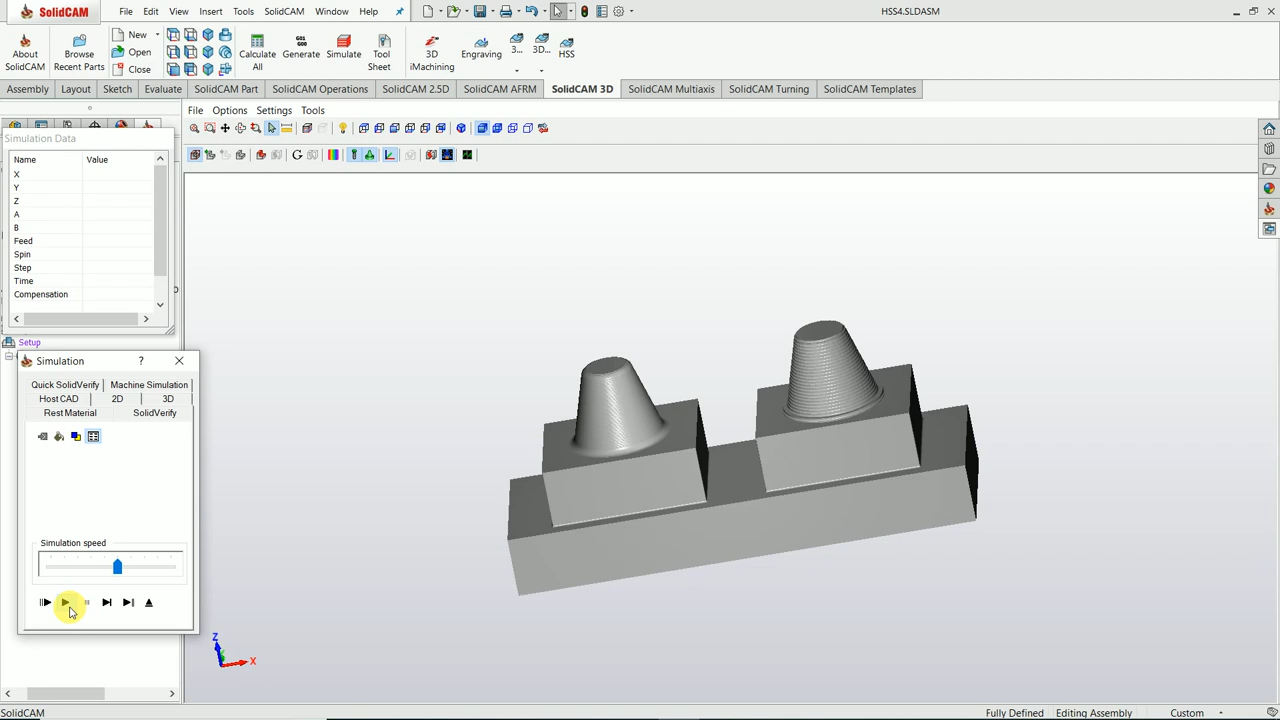 SolidCAM File Edit View Insert Tools SolidCAM Window Help HSS4.SLDASM
About SolidCAM
Browse Recent Parts
New
Open
Close
Calculate All
G01 G00
Generate
Simulate
Tool Sheet
3D iMachining
Engraving
3...
3D...
HSS
Assembly Layout Sketch Evaluate SolidCAM Part SolidCAM Operations SolidCAM 2.5D SolidCAM AFRM SolidCAM 3D SolidCAM Multiaxis SolidCAM Turning SolidCAM Templates
File Options Settings Tools
Simulation Data
Name Value
X
Y
Z
A
B
Feed
Spin
Step
Time
Compensation
Setup
Simulation ?
Quick SolidVerify Machine Simulation
Host CAD 2D 3D
Rest Material SolidVerify
Simulation speed
Z
X
SolidCAM Fully Defined Editing Assembly Custom